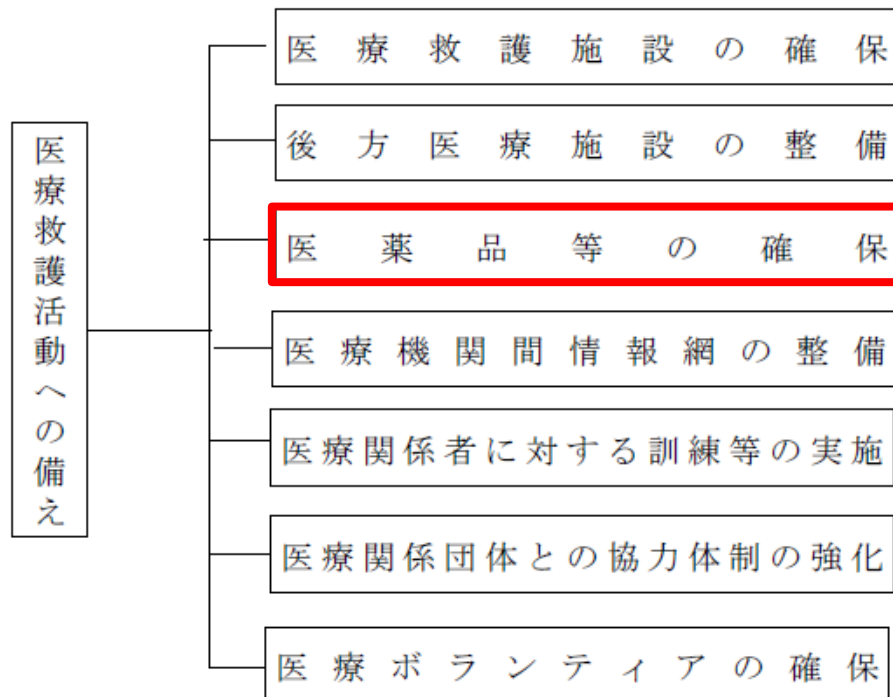 医療救護活動への備え
医療救護施設の確保
後方医療施設の整備
医薬品等の確保
医療機関間情報網の整備
医療関係者に対する訓練等の実施
医療関係団体との協力体制の強化
医療ボランティアの確保